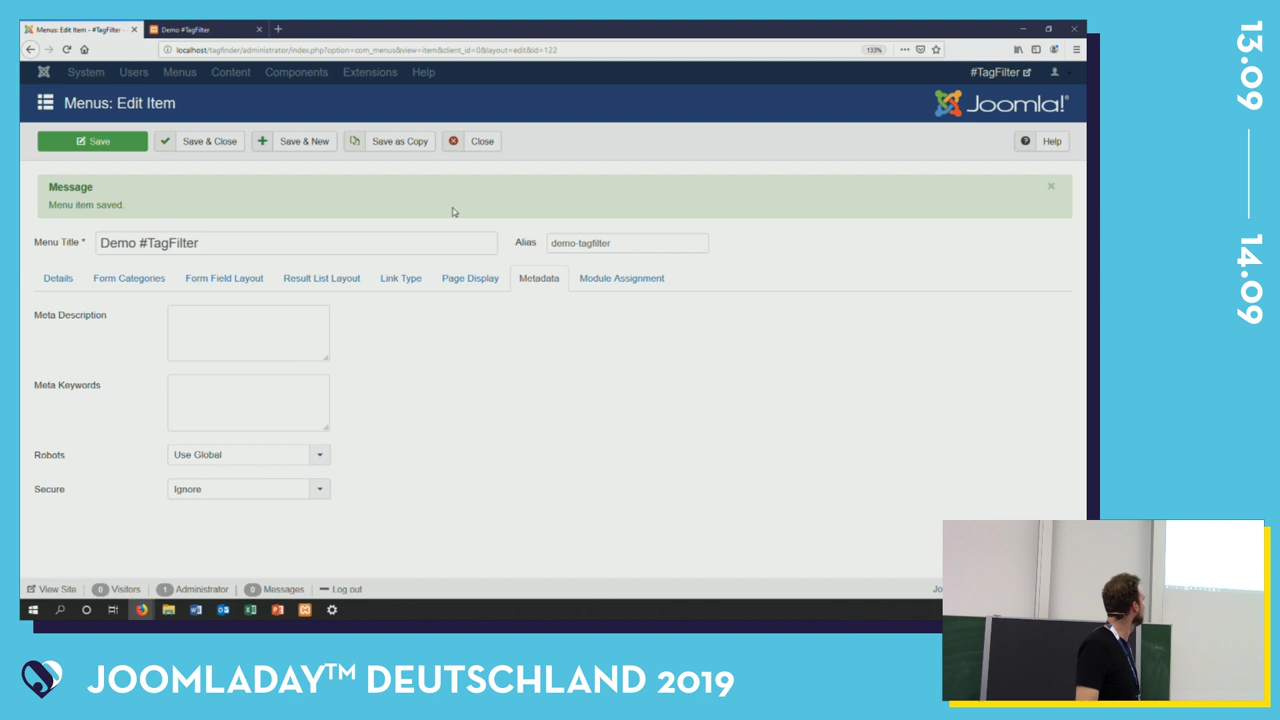 Menus: Edit Item - #TagFilter -
Demo #TagFilter
localhost/tagfinder/administrator/index.php?option=com_menus&view=item&client_id=0&layout=edit&id=122
133%
System Users Menus Content Components Extensions Help
#TagFilter
Menus: Edit Item
Joomla!®
Save
Save & Close
Save & New
Save as Copy
Close
Help
Message
Menu item saved.
Menu Title *
Demo #TagFilter
Alias
demo-tagfilter
Details Form Categories Form Field Layout Result List Layout Link Type Page Display Metadata Module Assignment
Meta Description
Meta Keywords
Robots
Use Global
Secure
Ignore
View Site 0 Visitors 1 Administrator 0 Messages Log out
Jo
13.09
14.09
JOOMLADAY™ DEUTSCHLAND 2019